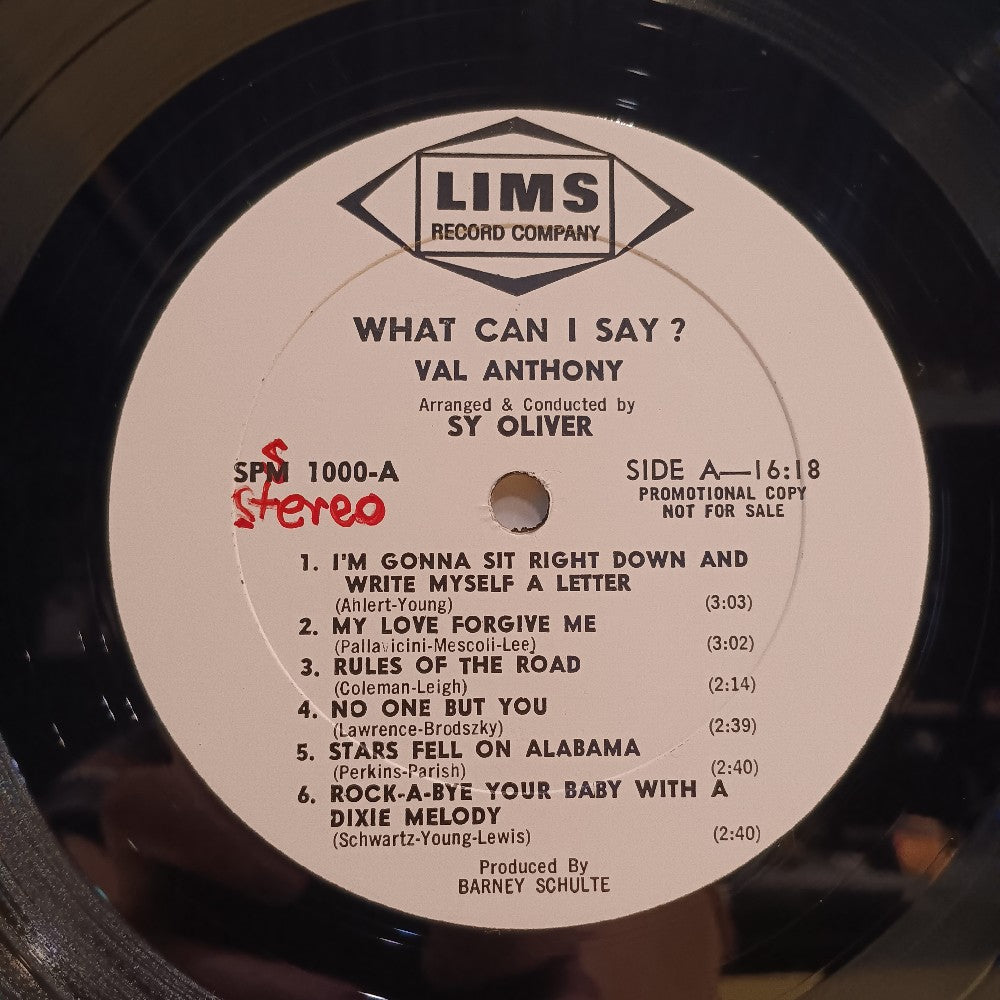 LIMS
RECORD COMPANY
WHAT CAN I SAY?
VAL ANTHONY
Arranged & Conducted by
SY OLIVER
S
SPM 1000-A
stereo
SIDE A—16:18
PROMOTIONAL COPY
NOT FOR SALE
1. I'M GONNA SIT RIGHT DOWN AND
WRITE MYSELF A LETTER
(Ahlert-Young) (3:03)
2. MY LOVE FORGIVE ME
(Pallavicini-Mescoli-Lee) (3:02)
3. RULES OF THE ROAD
(Coleman-Leigh) (2:14)
4. NO ONE BUT YOU
(Lawrence-Brodszky) (2:39)
5. STARS FELL ON ALABAMA
(Perkins-Parish) (2:40)
6. ROCK-A-BYE YOUR BABY WITH A
DIXIE MELODY
(Schwartz-Young-Lewis) (2:40)
Produced By
BARNEY SCHULTE